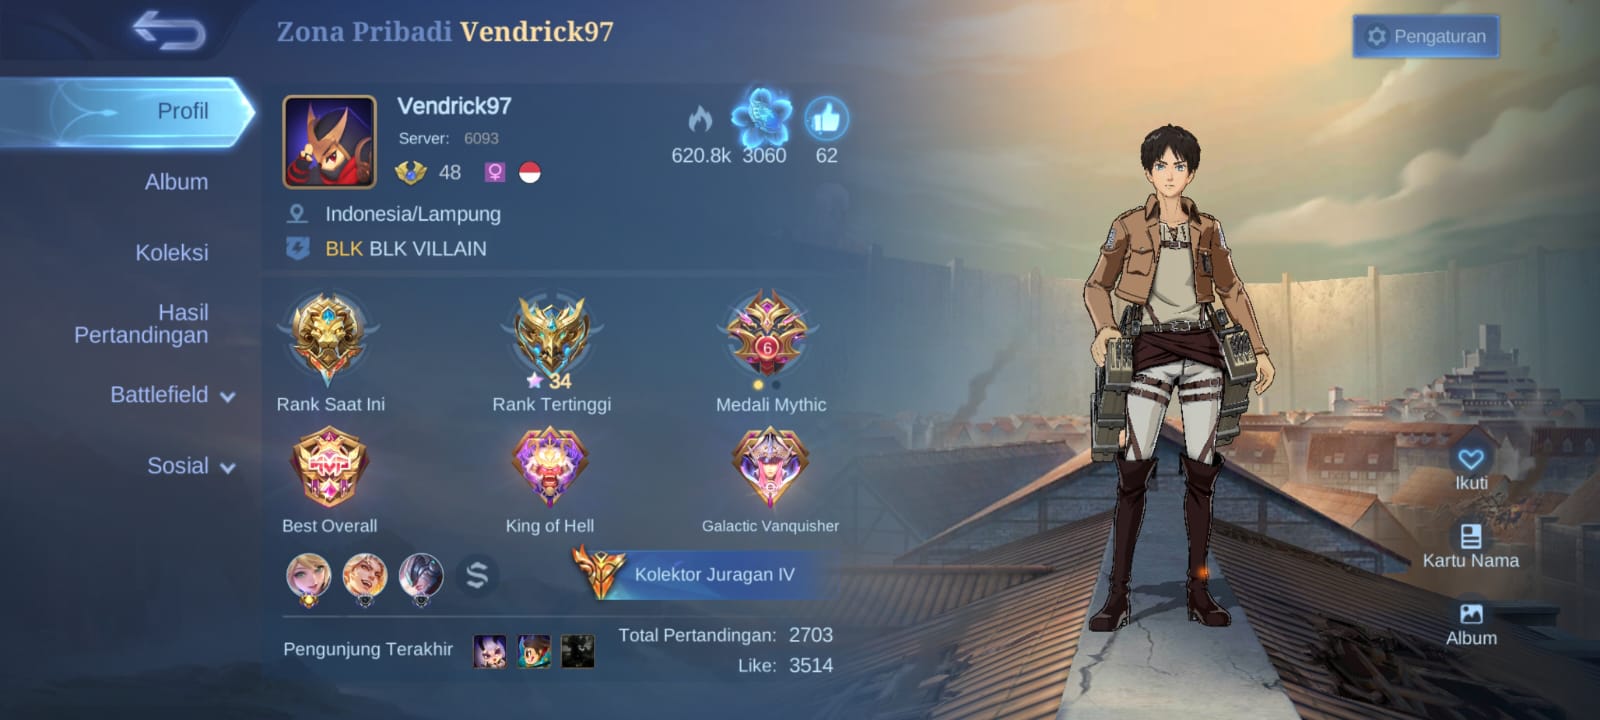 Zona Pribadi Vendrick97
Pengaturan
Profil
Album
Koleksi
Hasil
Pertandingan
Battlefield
Sosial
Vendrick97
Server: 6093
48
620.8k 3060 62
Indonesia/Lampung
BLK BLK VILLAIN
34
6
Rank Saat Ini
Rank Tertinggi
Medali Mythic
MVP
Best Overall
King of Hell
Galactic Vanquisher
Kolektor Juragan IV
Pengunjung Terakhir
Total Pertandingan: 2703
Like: 3514
Ikuti
Kartu Nama
Album